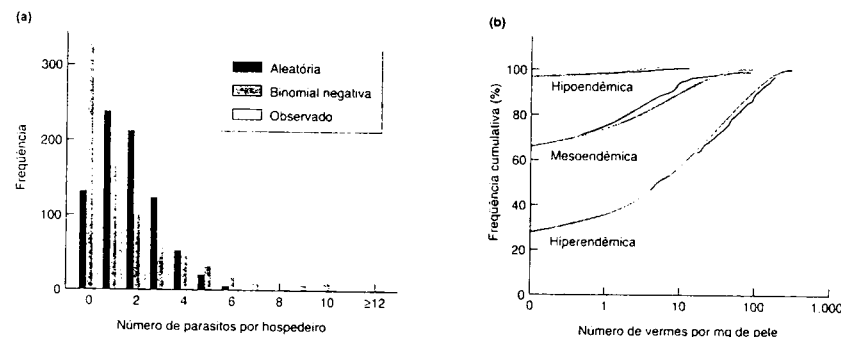 (a)
300
200
100
0
Freqüência
Aleatória
Binomial negativa
Observado
0 2 4 6 8 10 ≥12
Número de parasitos por hospedeiro
(b)
100
80
60
40
20
0
Freqüência cumulativa (%)
Hipoendêmica
Mesoendêmica
Hiperendêmica
0 1 10 100 1.000
Número de vermes por mg de pele